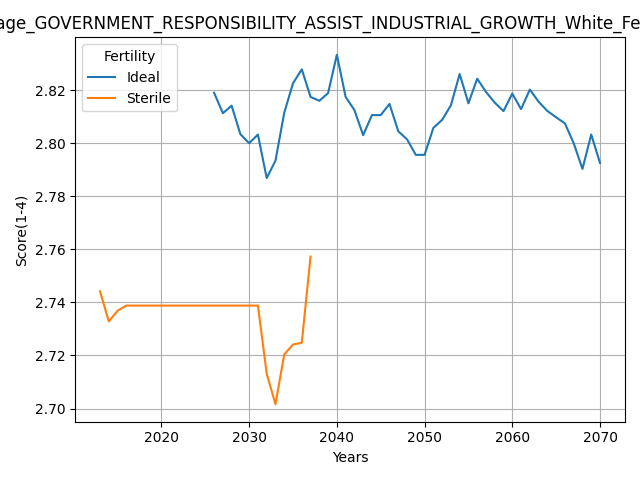 age_GOVERNMENT_RESPONSIBILITY_ASSIST_INDUSTRIAL_GROWTH_White_Fe
Fertility
Ideal
Sterile
Score(1-4)
2.82
2.80
2.78
2.76
2.74
2.72
2.70
2020 2030 2040 2050 2060 2070
Years